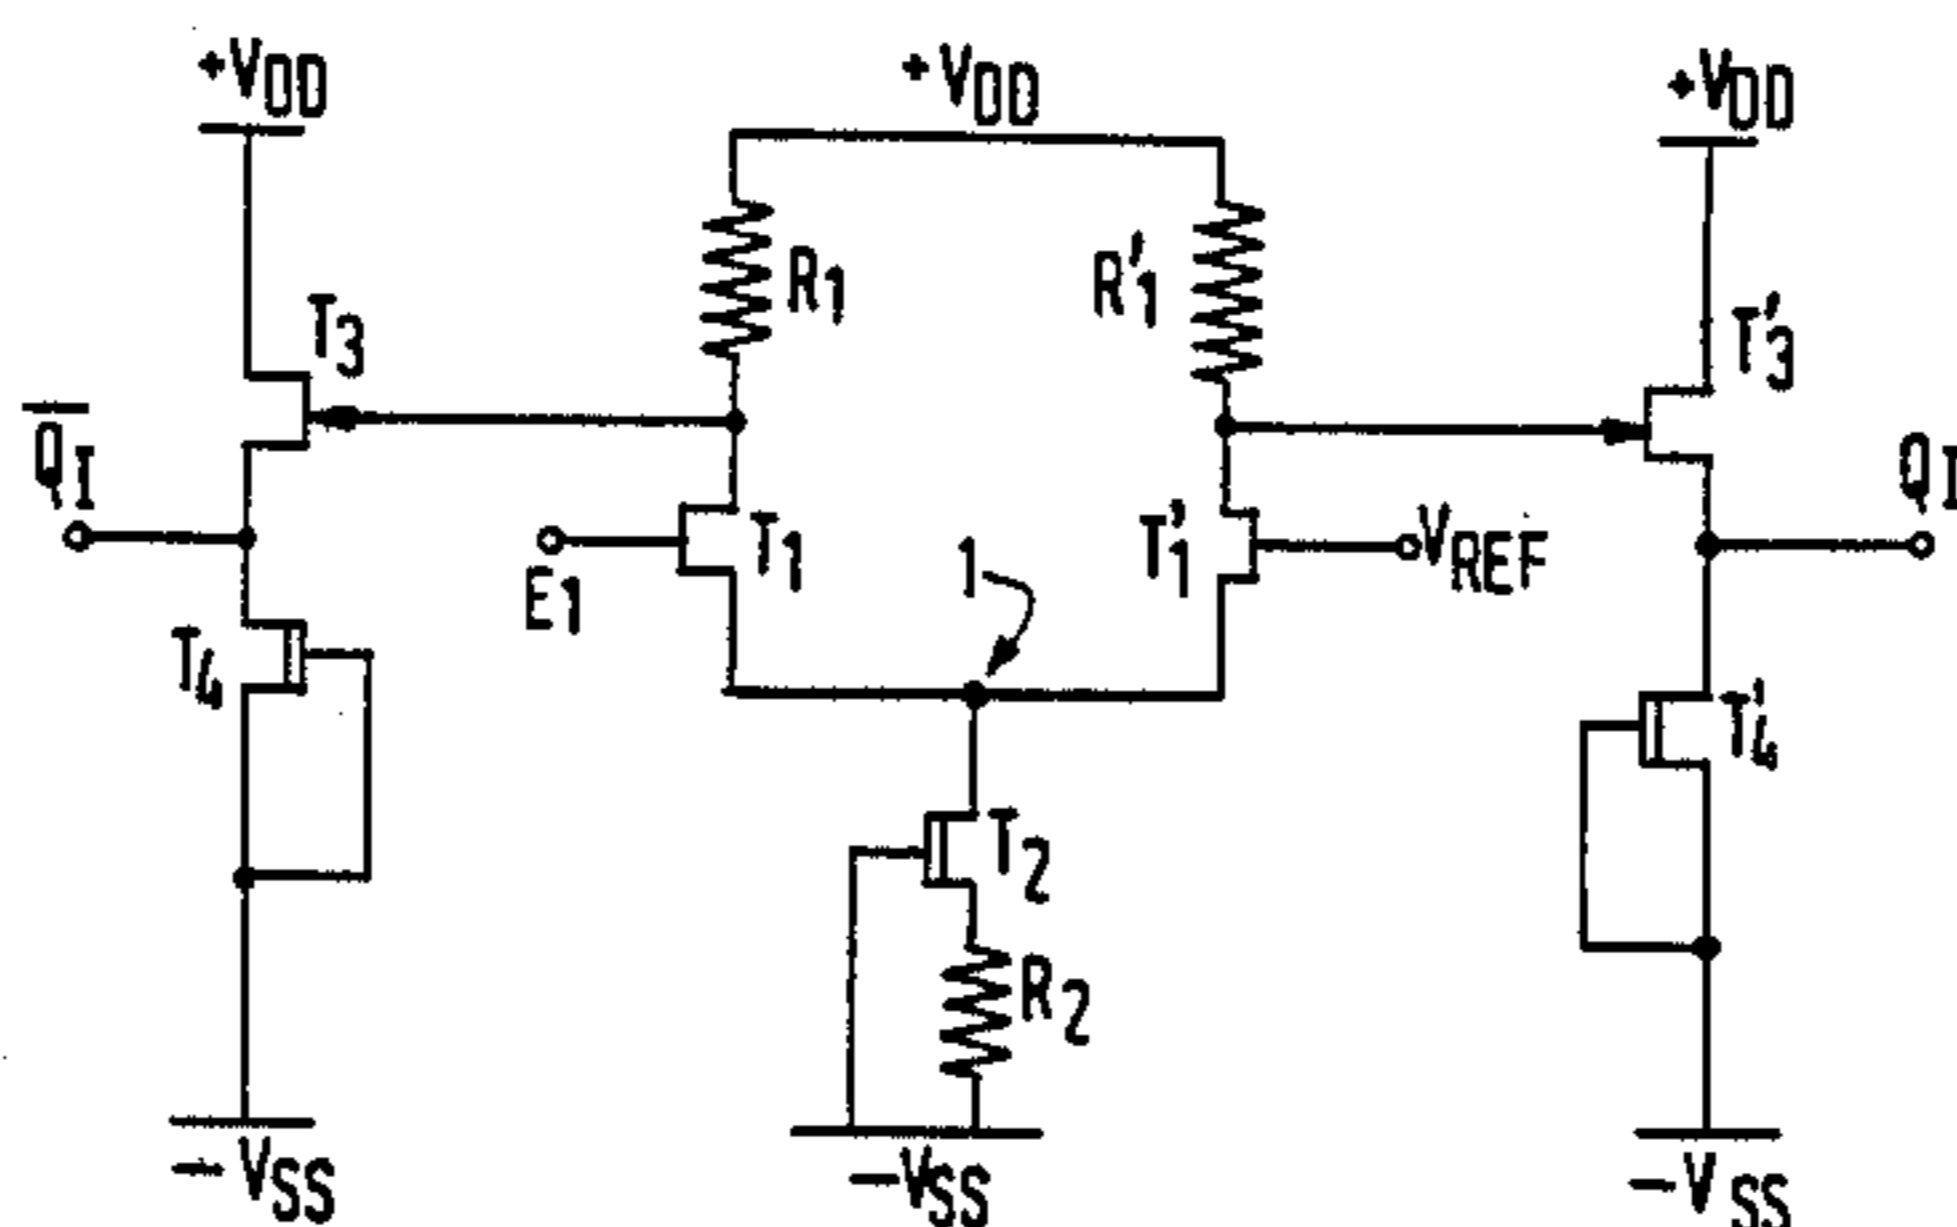 +VDD
+VDD
+VDD
R1
R'1
T3
T'3
Q̅I
QI
E1
T1
T'1
VREF
1
T4
T'4
T2
R2
-VSS
-VSS
-VSS